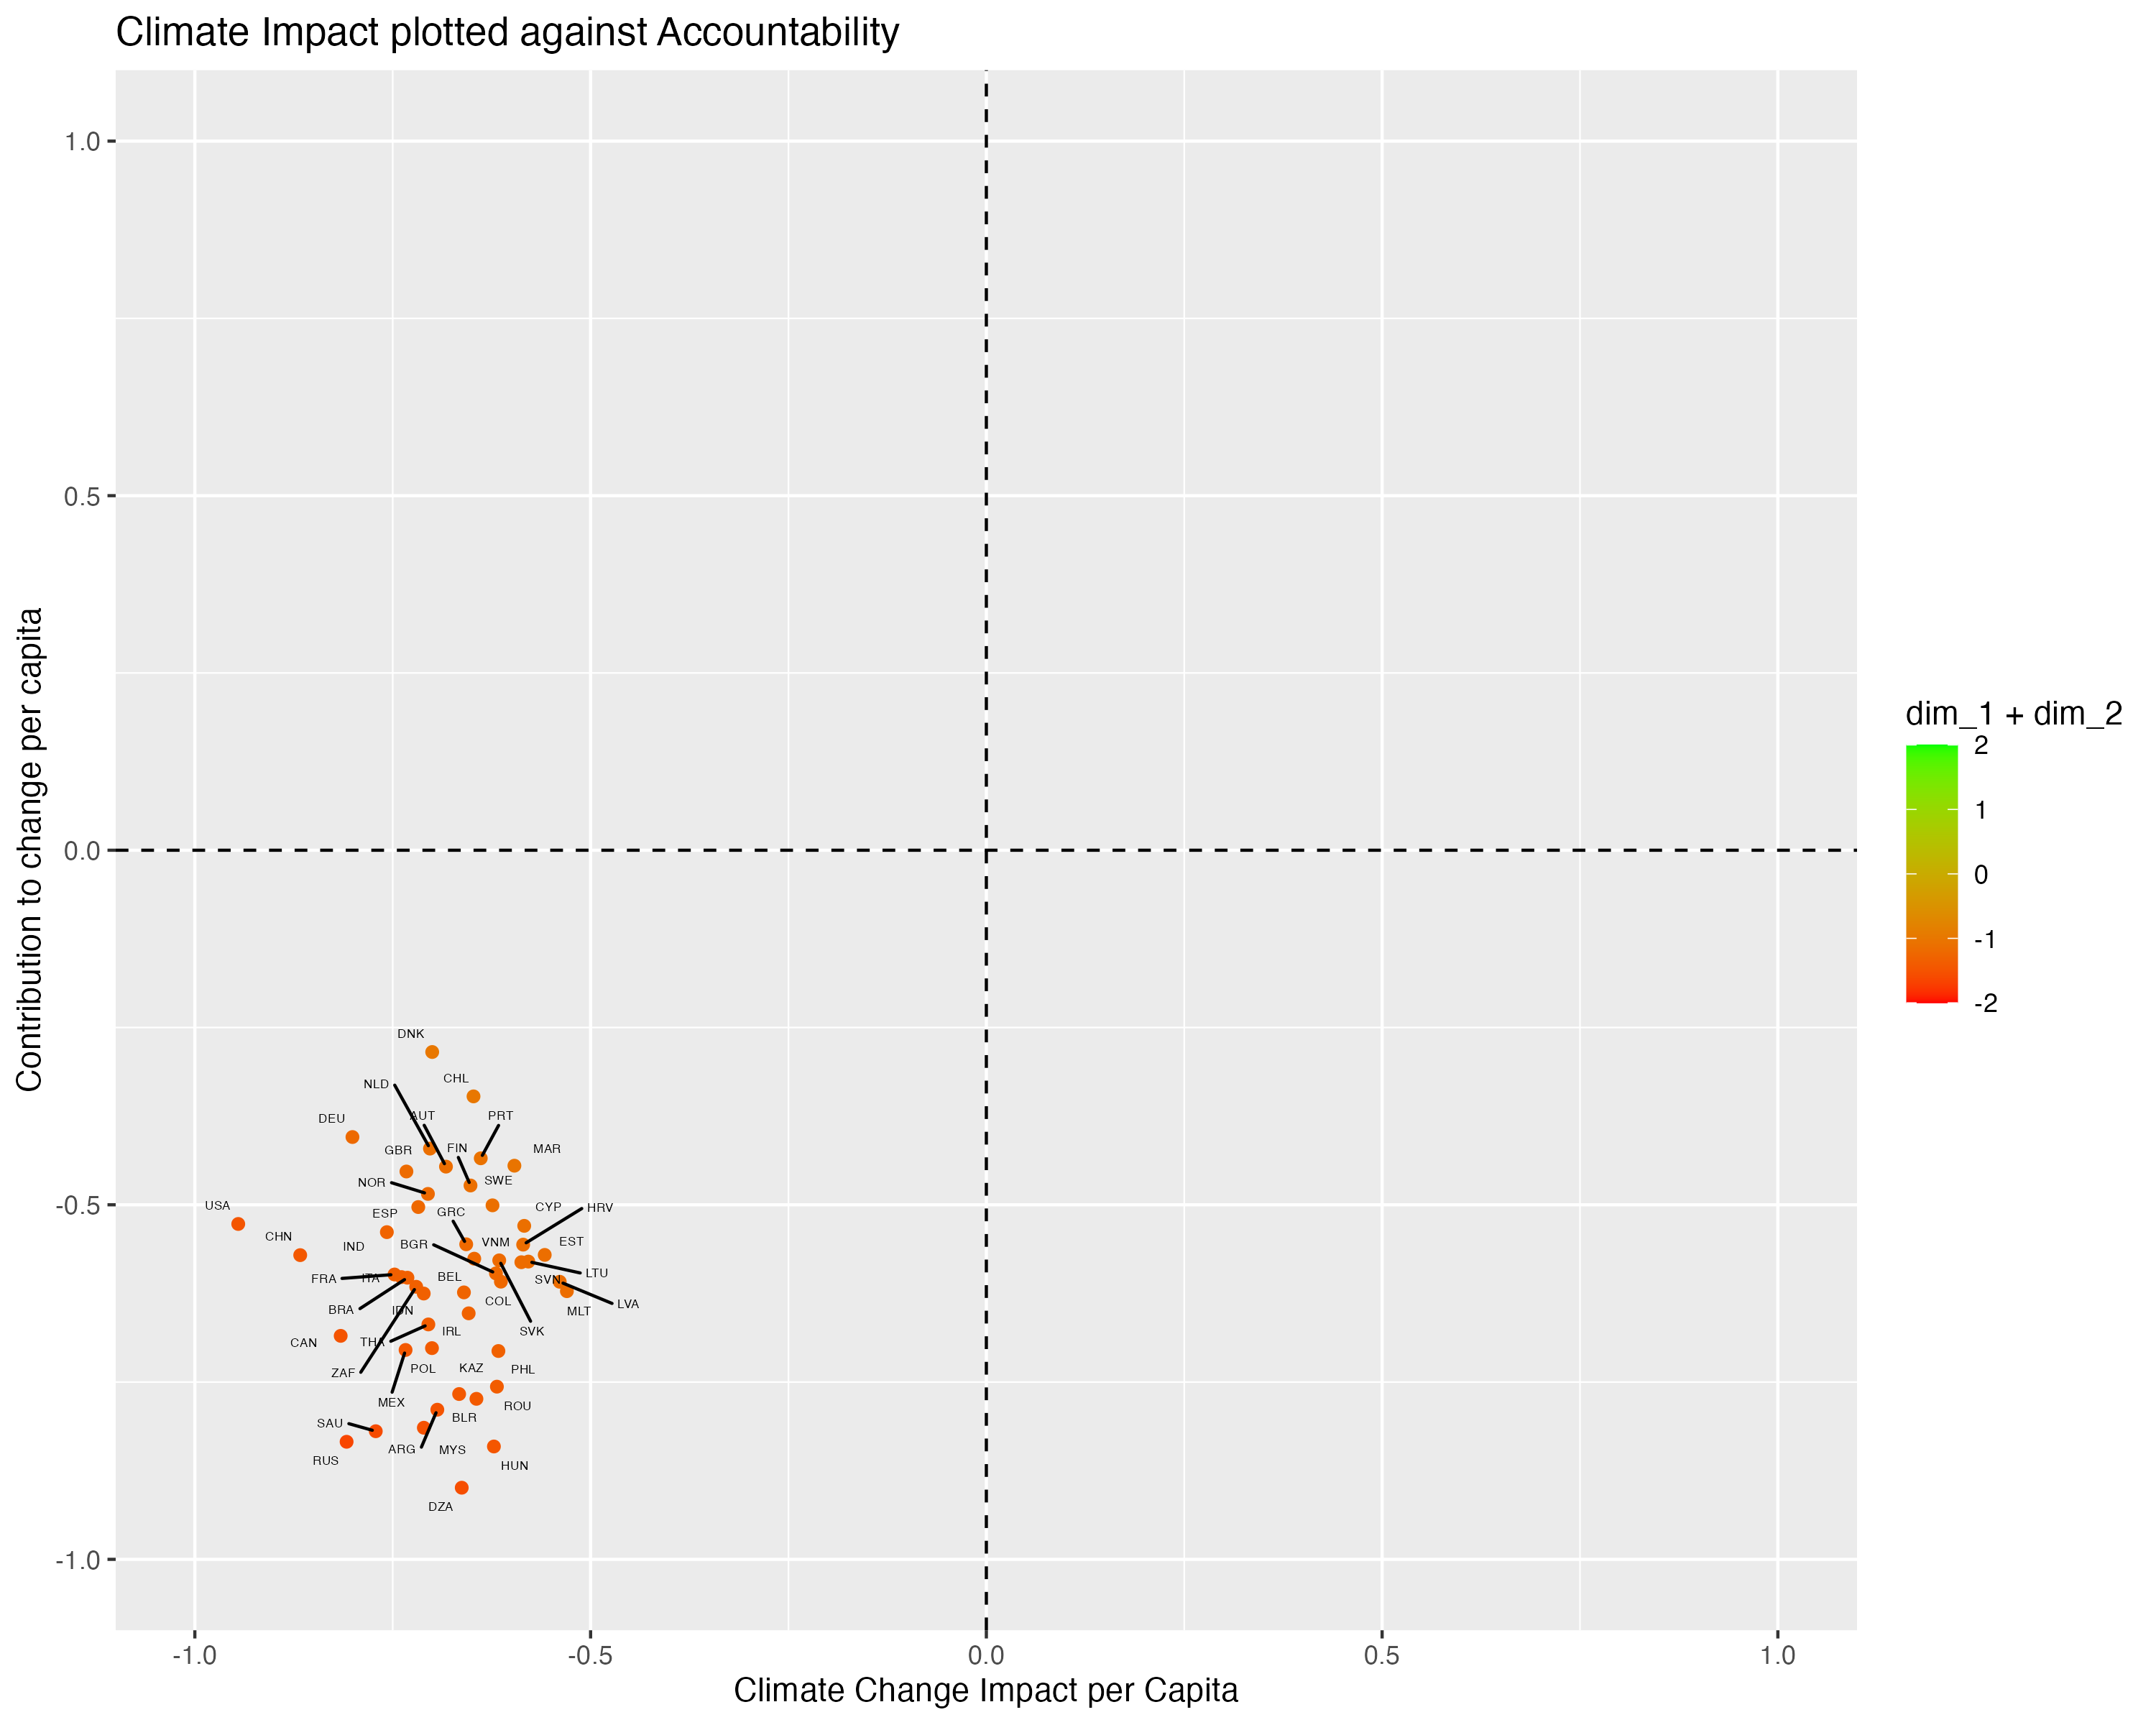 Climate Impact plotted against Accountability
Contribution to change per capita
1.0
0.5
0.0
-0.5
-1.0
DNK
CHL
NLD
AUT
PRT
DEU
GBR
FIN
MAR
NOR
SWE
USA
ESP
GRC
CYP
HRV
CHN
IND
BGR
VNM
EST
FRA
ITA
BEL
SVN
LTU
BRA
IDN
COL
MLT
LVA
CAN
THA
IRL
SVK
ZAF
POL
KAZ
PHL
MEX
ROU
SAU
BLR
ARG
MYS
RUS
HUN
DZA
-1.0
-0.5
0.0
0.5
1.0
Climate Change Impact per Capita
dim_1 + dim_2
2
1
0
-1
-2